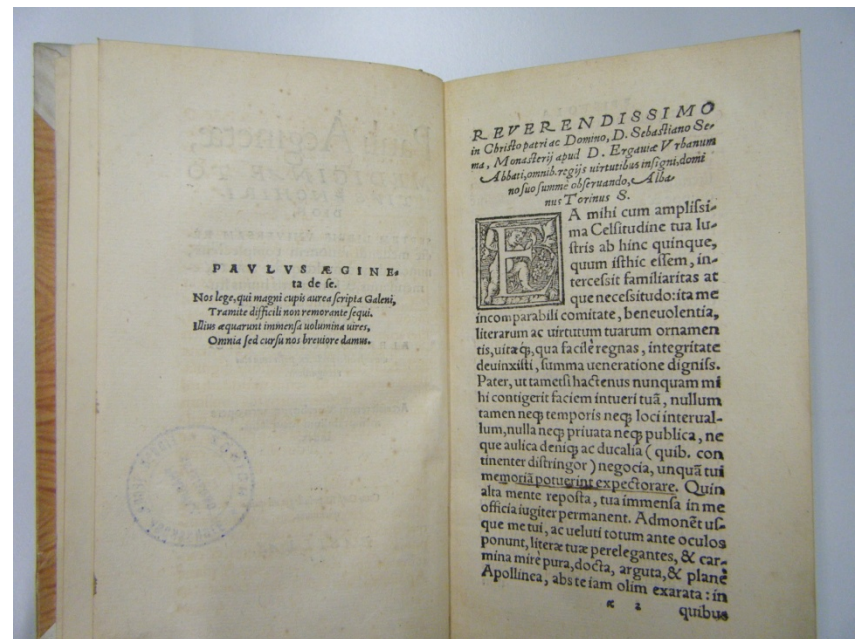 PAVLVS ÆGINE-
ta de se.
Nos lege, qui magni cupis aurea scripta Galeni,
Tramite difficili non remorante sequi.
Illius æquarunt immensa uolumina uires,
Omnia sed cursu nos breuiore damus.
REVERENDISSIMO
in Christo patri ac Domino, D. Sebastiano Se-
ma, Monasterij apud D. Ergauiæ Vrbanum
Abbati, omnib. regijs uirtutibus insigni, domi
no suo summè obseruando, Alba-
nus Torinus S.
EA mihi cum amplissi-
ma Celsitudine tua lu-
stris ab hinc quinque,
quum isthic essem, in-
tercessit familiaritas at
que necessitudo: ita me
incomparabili comitate, beneuolentia,
literarum ac uirtutum tuarum ornamen
tis, uitæq́;, qua facilè regnas, integritate
deuinxisti, summa ueneratione digniss.
Pater, ut tametsi hactenus nunquam mi
hi contigerit faciem intueri tuã, nullum
tamen neq; temporis neq; loci interual-
lum, nulla neq; priuata neq; publica, ne
que aulica deniq; ac ducalia (quib. con
tinenter distringor) negocia, unquã tui
memoriã potuerint expectorare. Quin
alta mente reposta, tua immensa in me
officia iugiter permanent. Admonẽt us-
que me tui, ac ueluti totum ante oculos
ponunt, literæ tuæ perelegantes, & car-
mina mirè pura, docta, arguta, & planè
Apollinea, abs te iam olim exarata: in
α 2 quibus